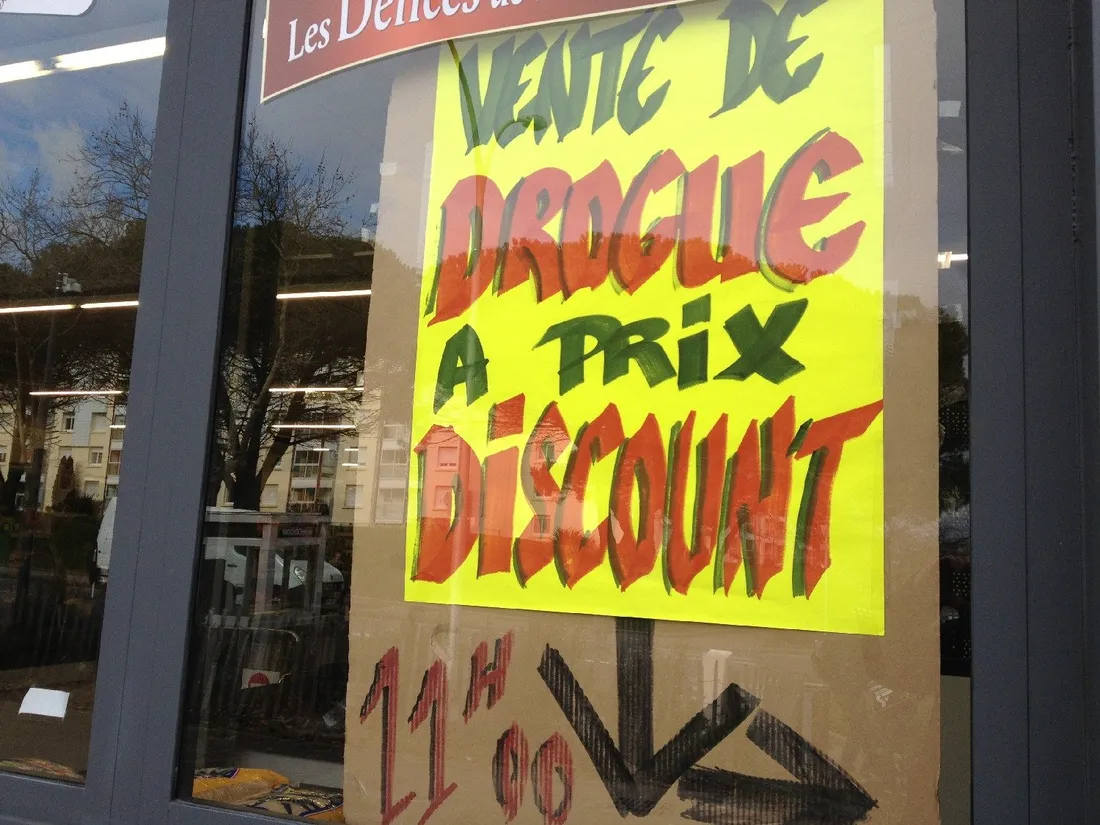 Les Délices
VENTE DE
DROGUE
A PRiX
DiSCOUNT
11H00